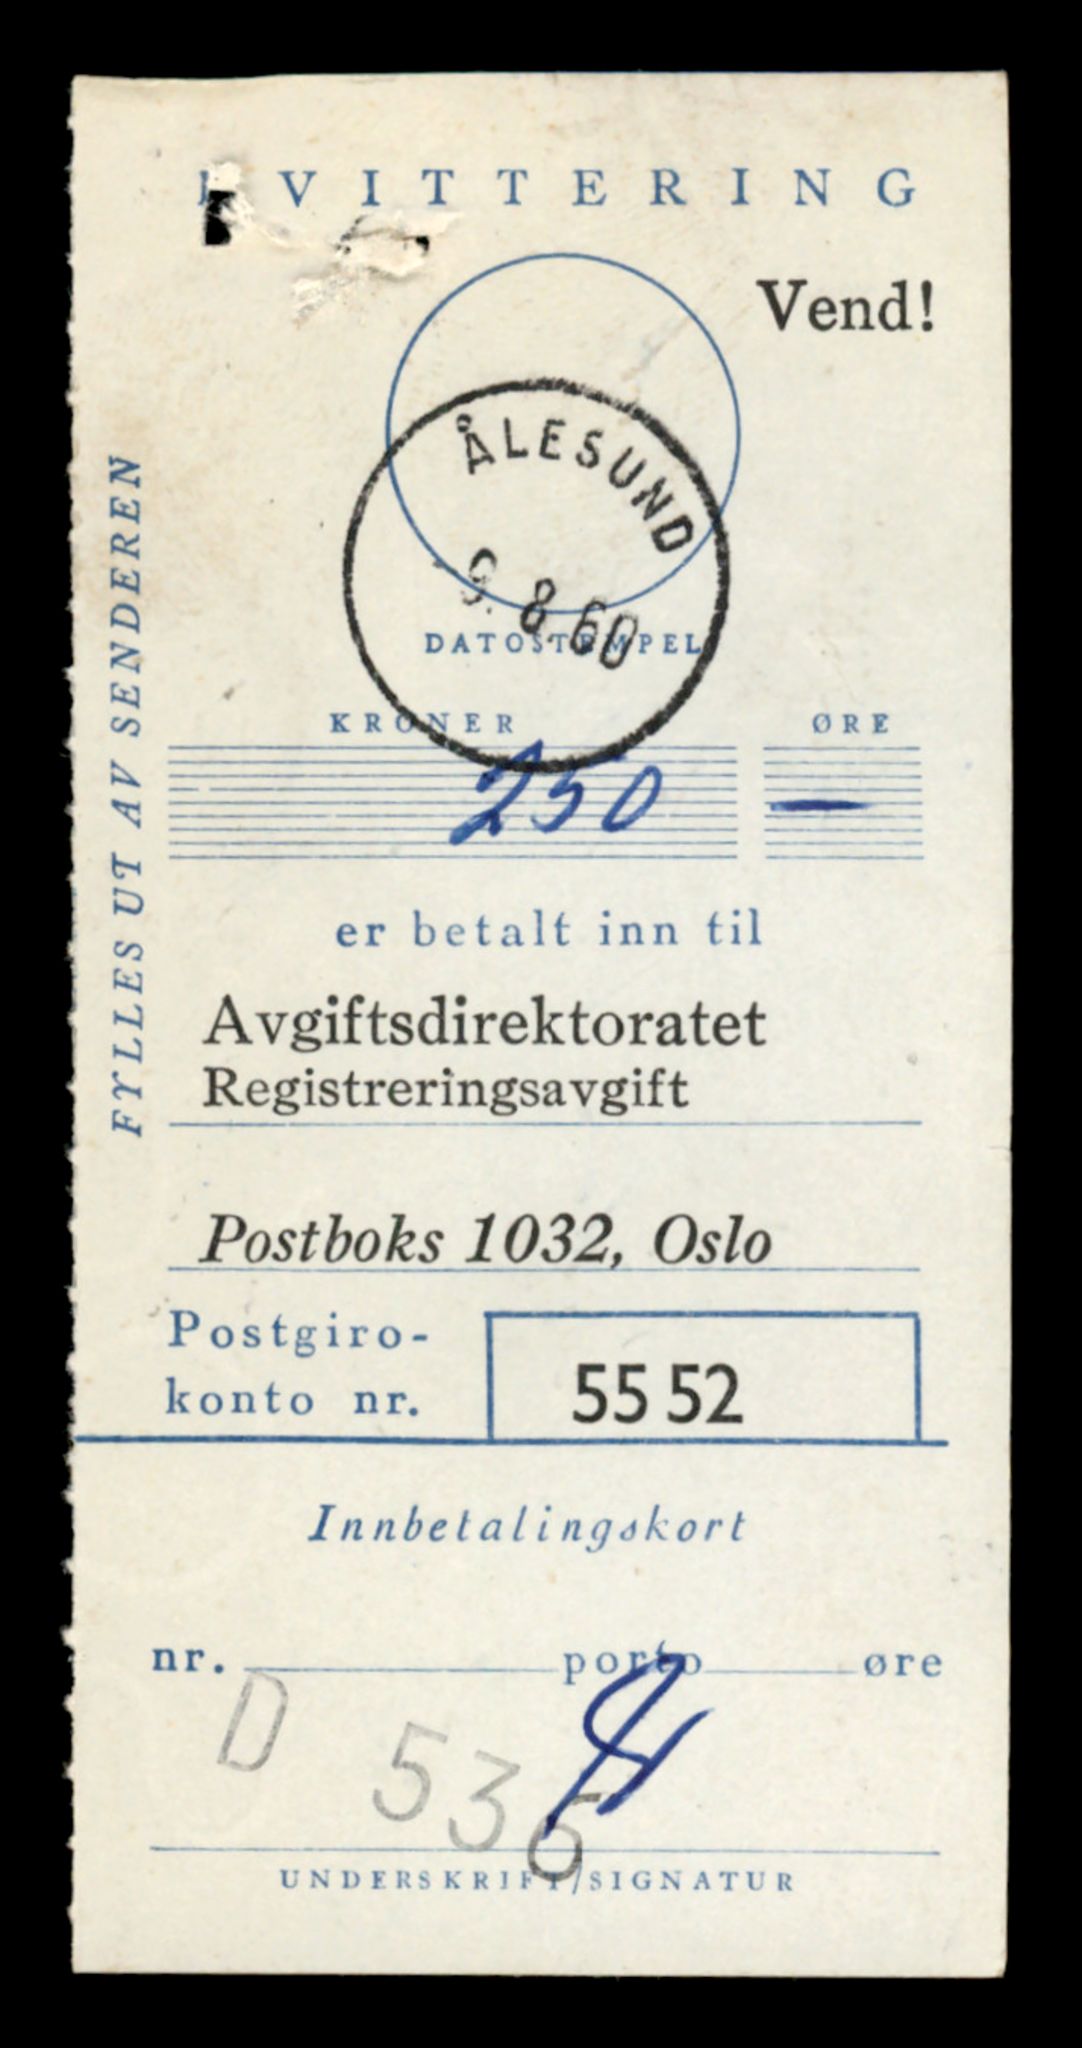 KVITTERING
Vend!
ÅLESUND
9. 8. 60
DATOSTEMPEL
KRONER ØRE
250 —
er betalt inn til
Avgiftsdirektoratet
Registreringsavgift
Postboks 1032, Oslo
Postgiro-
konto nr.
55 52
Innbetalingskort
nr. porto øre
D 536
UNDERSKRIFT/SIGNATUR
FYLLES UT AV SENDEREN